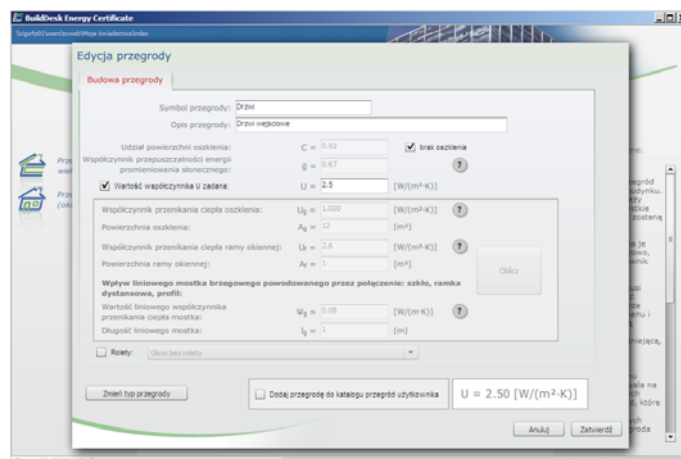 BuildDesk Energy Certificate
Edycja przegrody
Budowa przegrody
Symbol przegrody: Drzwi
Opis przegrody: Drzwi wejsciowe
Udział powierzchni oszklenia: C = 0.92 brak oszklenia
Współczynnik przepuszczalności energii
promieniowania słonecznego: g = 0.67 ?
Wartość współczynnika U zadana: U = 2.5 [W/(m²·K)]
Współczynnik przenikania ciepła oszklenia: Ug = 1.000 [W/(m²·K)] ?
Powierzchnia oszklenia: Ag = 12 [m²]
Współczynnik przenikania ciepła ramy okiennej: Uf = 2.6 [W/(m²·K)] ?
Powierzchnia ramy okiennej: Af = 1 [m²]
Oblicz
Wpływ liniowego mostka brzegowego powodowanego przez połączenie: szkło, ramka
dystansowa, profil:
Wartość liniowego współczynnika
przenikania ciepła mostka: Ψg = 0.08 [W/(m·K)] ?
Długość liniowego mostka: lg = 1 [m]
Rolety: Okno bez rolety
Zmień typ przegrody
Dodaj przegrodę do katalogu przegród użytkownika
U = 2.50 [W/(m²·K)]
Anuluj Zatwierdź